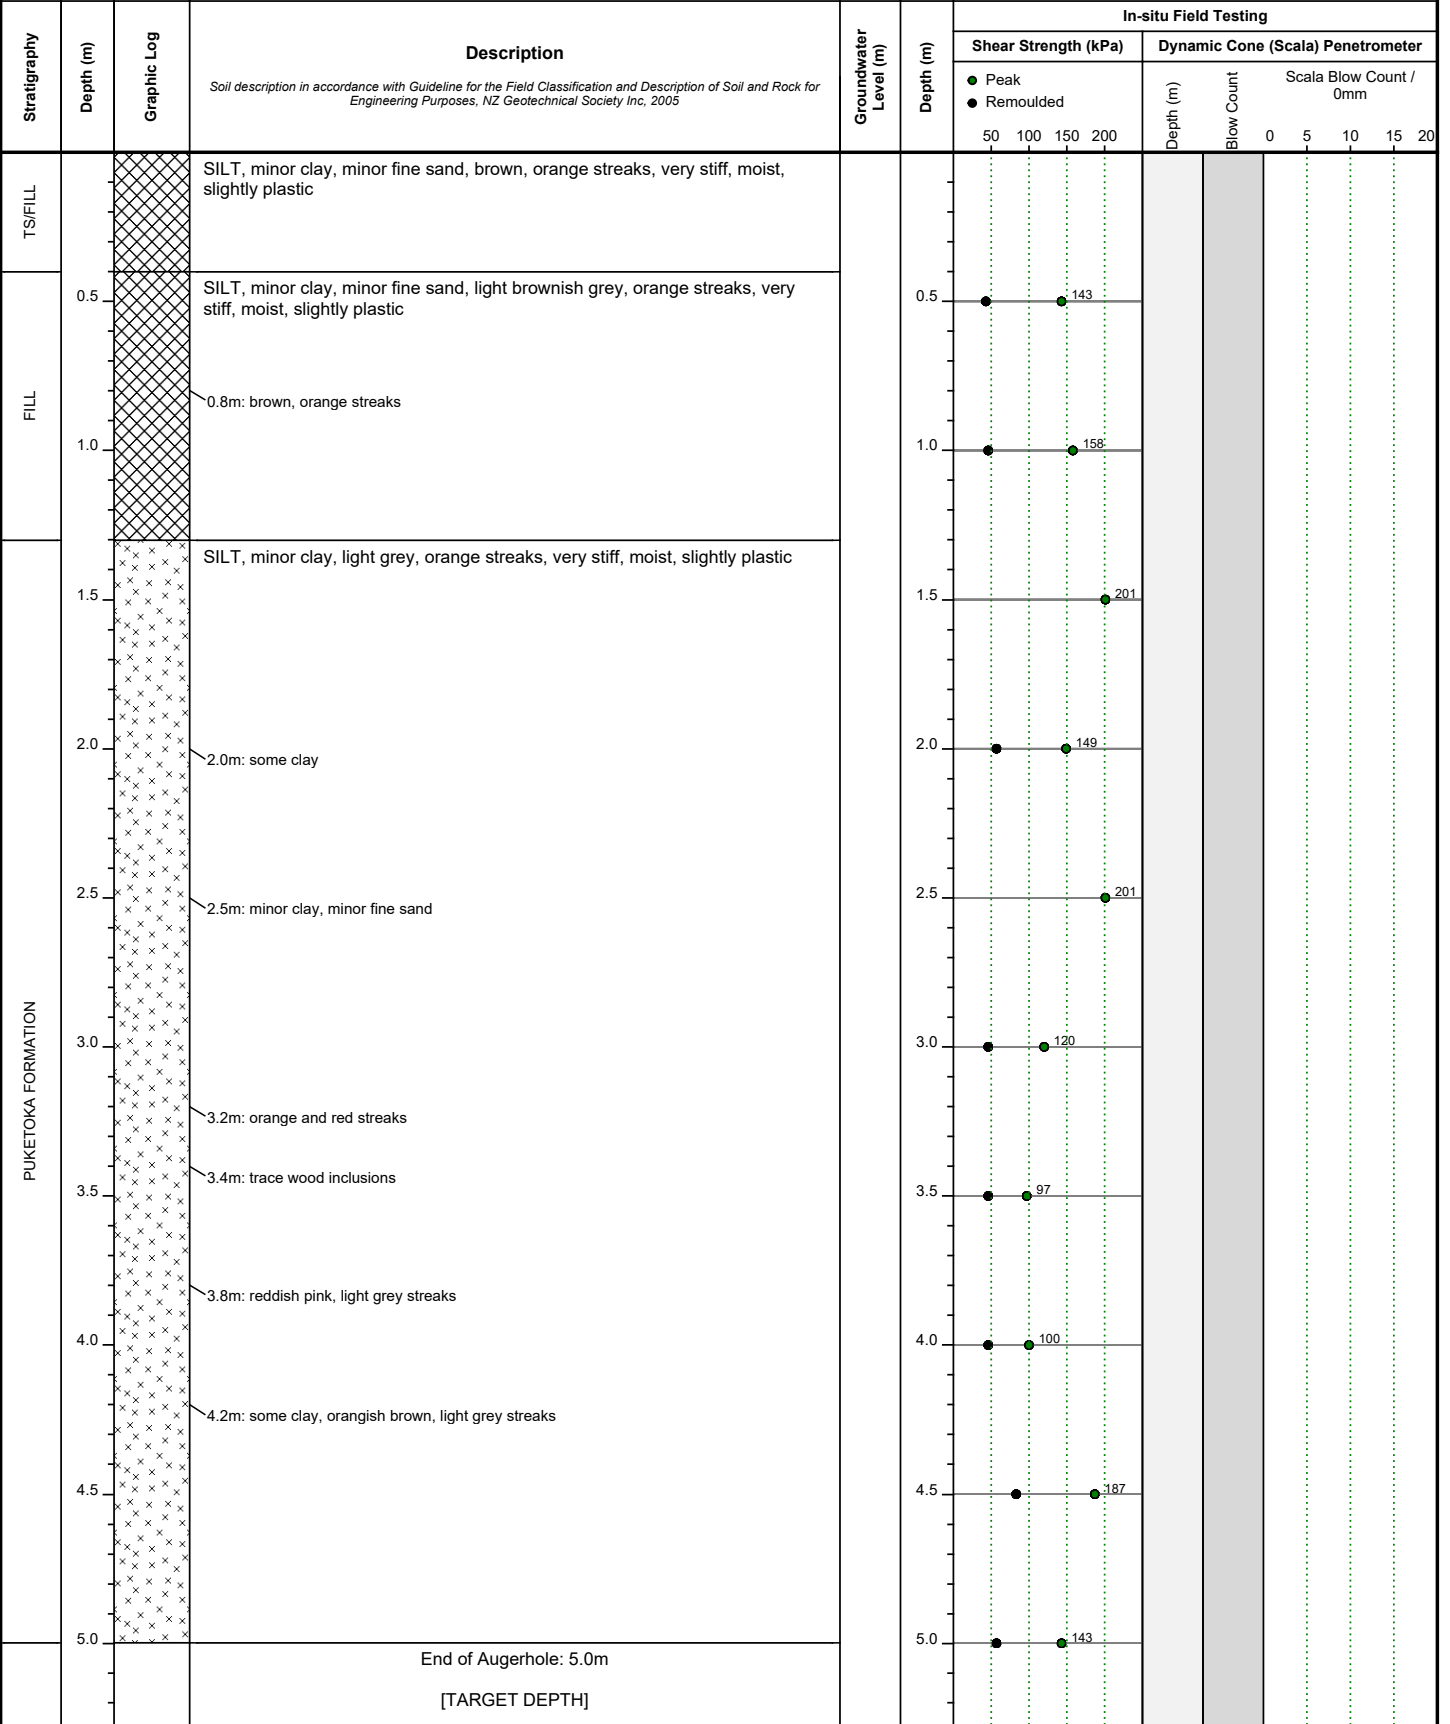 In-situ Field Testing
Stratigraphy
Depth (m)
Graphic Log
Description
Soil description in accordance with Guideline for the Field Classification and Description of Soil and Rock for
Engineering Purposes, NZ Geotechnical Society Inc, 2005
Groundwater
Level (m)
Depth (m)
Shear Strength (kPa)
Peak
Remoulded
50 100 150 200
Dynamic Cone (Scala) Penetrometer
Depth (m)
Blow Count
Scala Blow Count /
0mm
0 5 10 15 20
TS/FILL
SILT, minor clay, minor fine sand, brown, orange streaks, very stiff, moist,
slightly plastic
FILL
SILT, minor clay, minor fine sand, light brownish grey, orange streaks, very
stiff, moist, slightly plastic
0.5
0.5
143
0.8m: brown, orange streaks
1.0
1.0
158
PUKETOKA FORMATION
SILT, minor clay, light grey, orange streaks, very stiff, moist, slightly plastic
1.5
1.5
201
2.0
2.0m: some clay
2.0
149
2.5
2.5m: minor clay, minor fine sand
2.5
201
3.0
3.0
120
3.2m: orange and red streaks
3.4m: trace wood inclusions
3.5
3.5
97
3.8m: reddish pink, light grey streaks
4.0
4.0
100
4.2m: some clay, orangish brown, light grey streaks
4.5
4.5
187
5.0
5.0
143
End of Augerhole: 5.0m
[TARGET DEPTH]